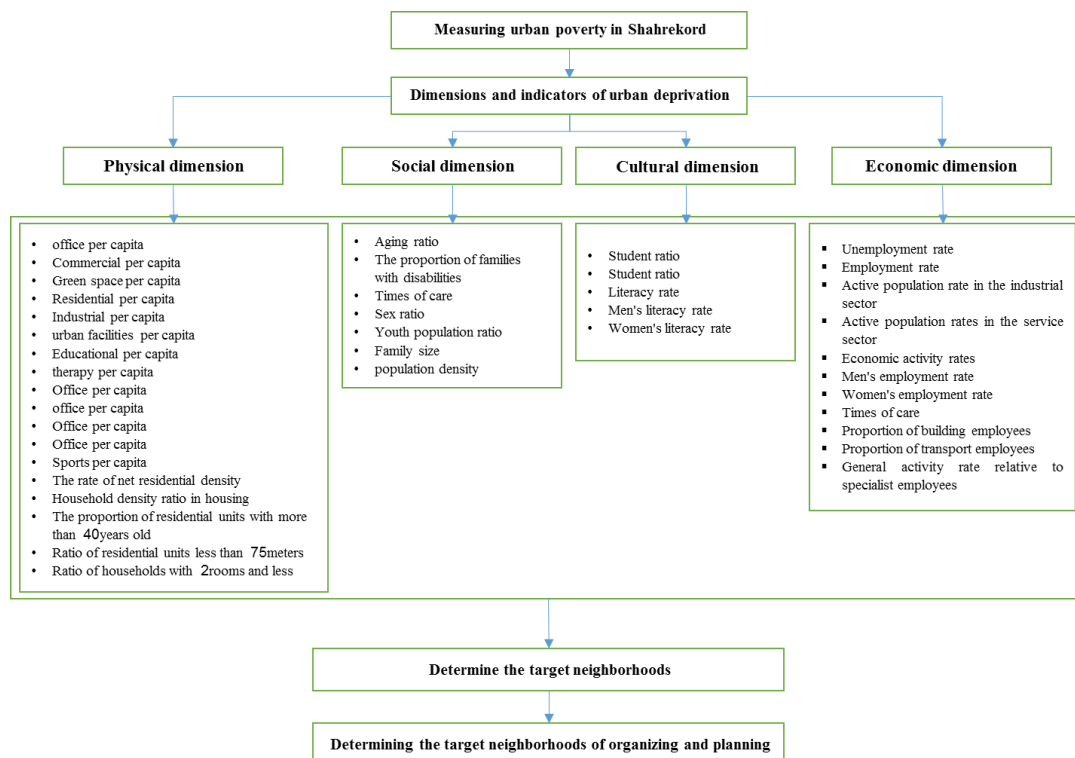 Measuring urban poverty in Shahrekord
Dimensions and indicators of urban deprivation
Physical dimension
Social dimension
Cultural dimension
Economic dimension
• office per capita
• Commercial per capita
• Green space per capita
• Residential per capita
• Industrial per capita
• urban facilities per capita
• Educational per capita
• therapy per capita
• Office per capita
• office per capita
• Office per capita
• Office per capita
• Sports per capita
• The rate of net residential density
• Household density ratio in housing
• The proportion of residential units with more
than 40years old
• Ratio of residential units less than 75meters
• Ratio of households with 2rooms and less
• Aging ratio
• The proportion of families
with disabilities
• Times of care
• Sex ratio
• Youth population ratio
• Family size
• population density
• Student ratio
• Student ratio
• Literacy rate
• Men's literacy rate
• Women's literacy rate
▪ Unemployment rate
▪ Employment rate
▪ Active population rate in the industrial
sector
▪ Active population rates in the service
sector
▪ Economic activity rates
▪ Men's employment rate
▪ Women's employment rate
▪ Times of care
▪ Proportion of building employees
▪ Proportion of transport employees
▪ General activity rate relative to
specialist employees
Determine the target neighborhoods
Determining the target neighborhoods of organizing and planning